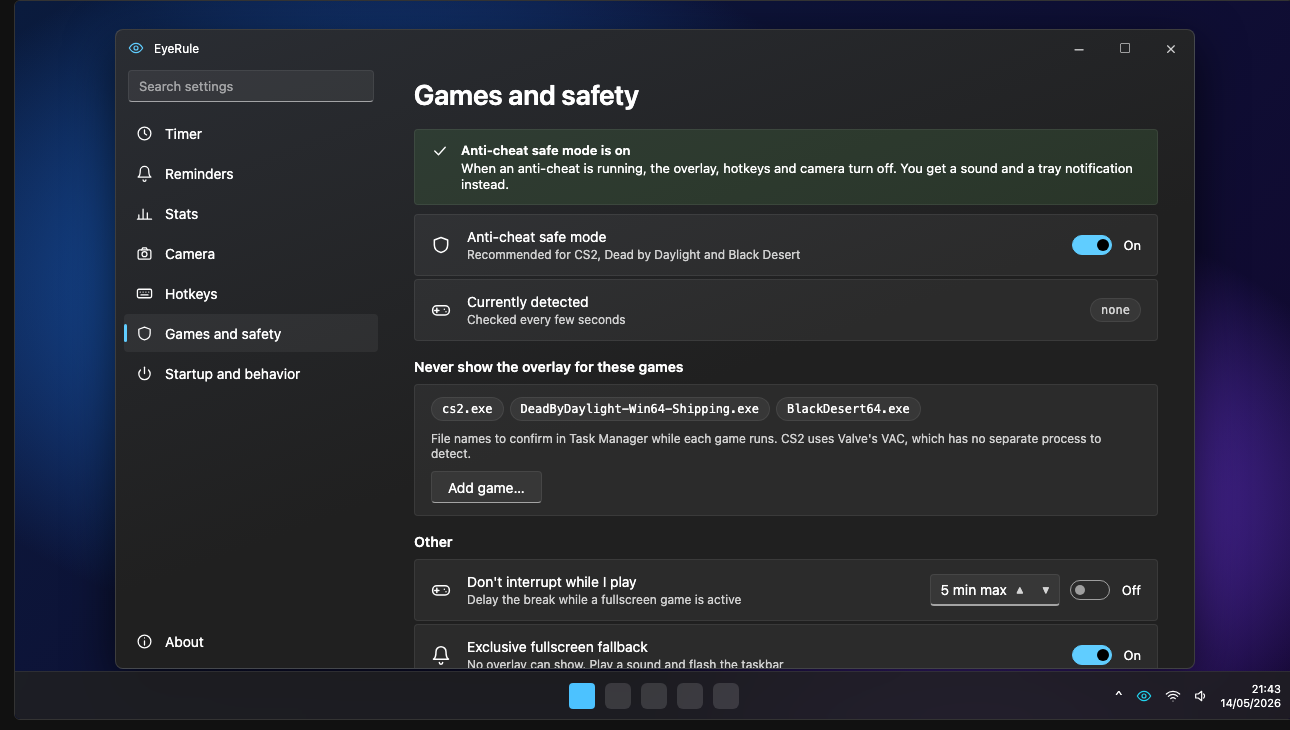 EyeRule
Search settings
Timer
Reminders
Stats
Camera
Hotkeys
Games and safety
Startup and behavior
About
Games and safety
Anti-cheat safe mode is on
When an anti-cheat is running, the overlay, hotkeys and camera turn off. You get a sound and a tray notification
instead.
Anti-cheat safe mode
Recommended for CS2, Dead by Daylight and Black Desert
On
Currently detected
Checked every few seconds
none
Never show the overlay for these games
cs2.exe DeadByDaylight-Win64-Shipping.exe BlackDesert64.exe
File names to confirm in Task Manager while each game runs. CS2 uses Valve's VAC, which has no separate process to
detect.
Add game...
Other
Don't interrupt while I play
Delay the break while a fullscreen game is active
5 min max
Off
Exclusive fullscreen fallback
No overlay can show. Play a sound and flash the taskbar
On
21:43
14/05/2026